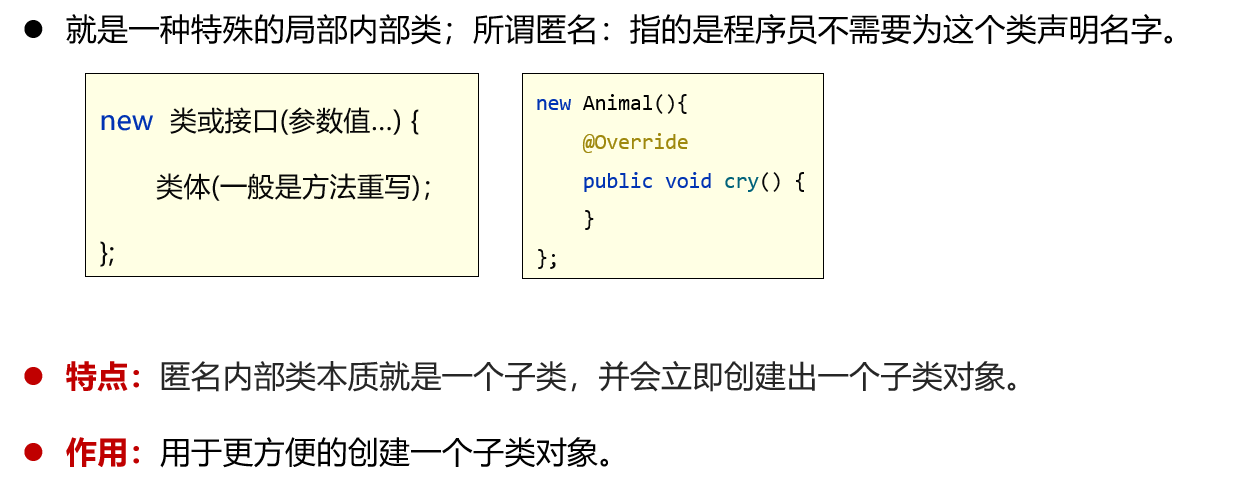 就是一种特殊的局部内部类；所谓匿名：指的是程序员不需要为这个类声明名字。
new 类或接口(参数值…) {
类体(一般是方法重写);
};
new Animal(){
@Override
public void cry() {
}
};
特点：匿名内部类本质就是一个子类，并会立即创建出一个子类对象。
作用：用于更方便的创建一个子类对象。